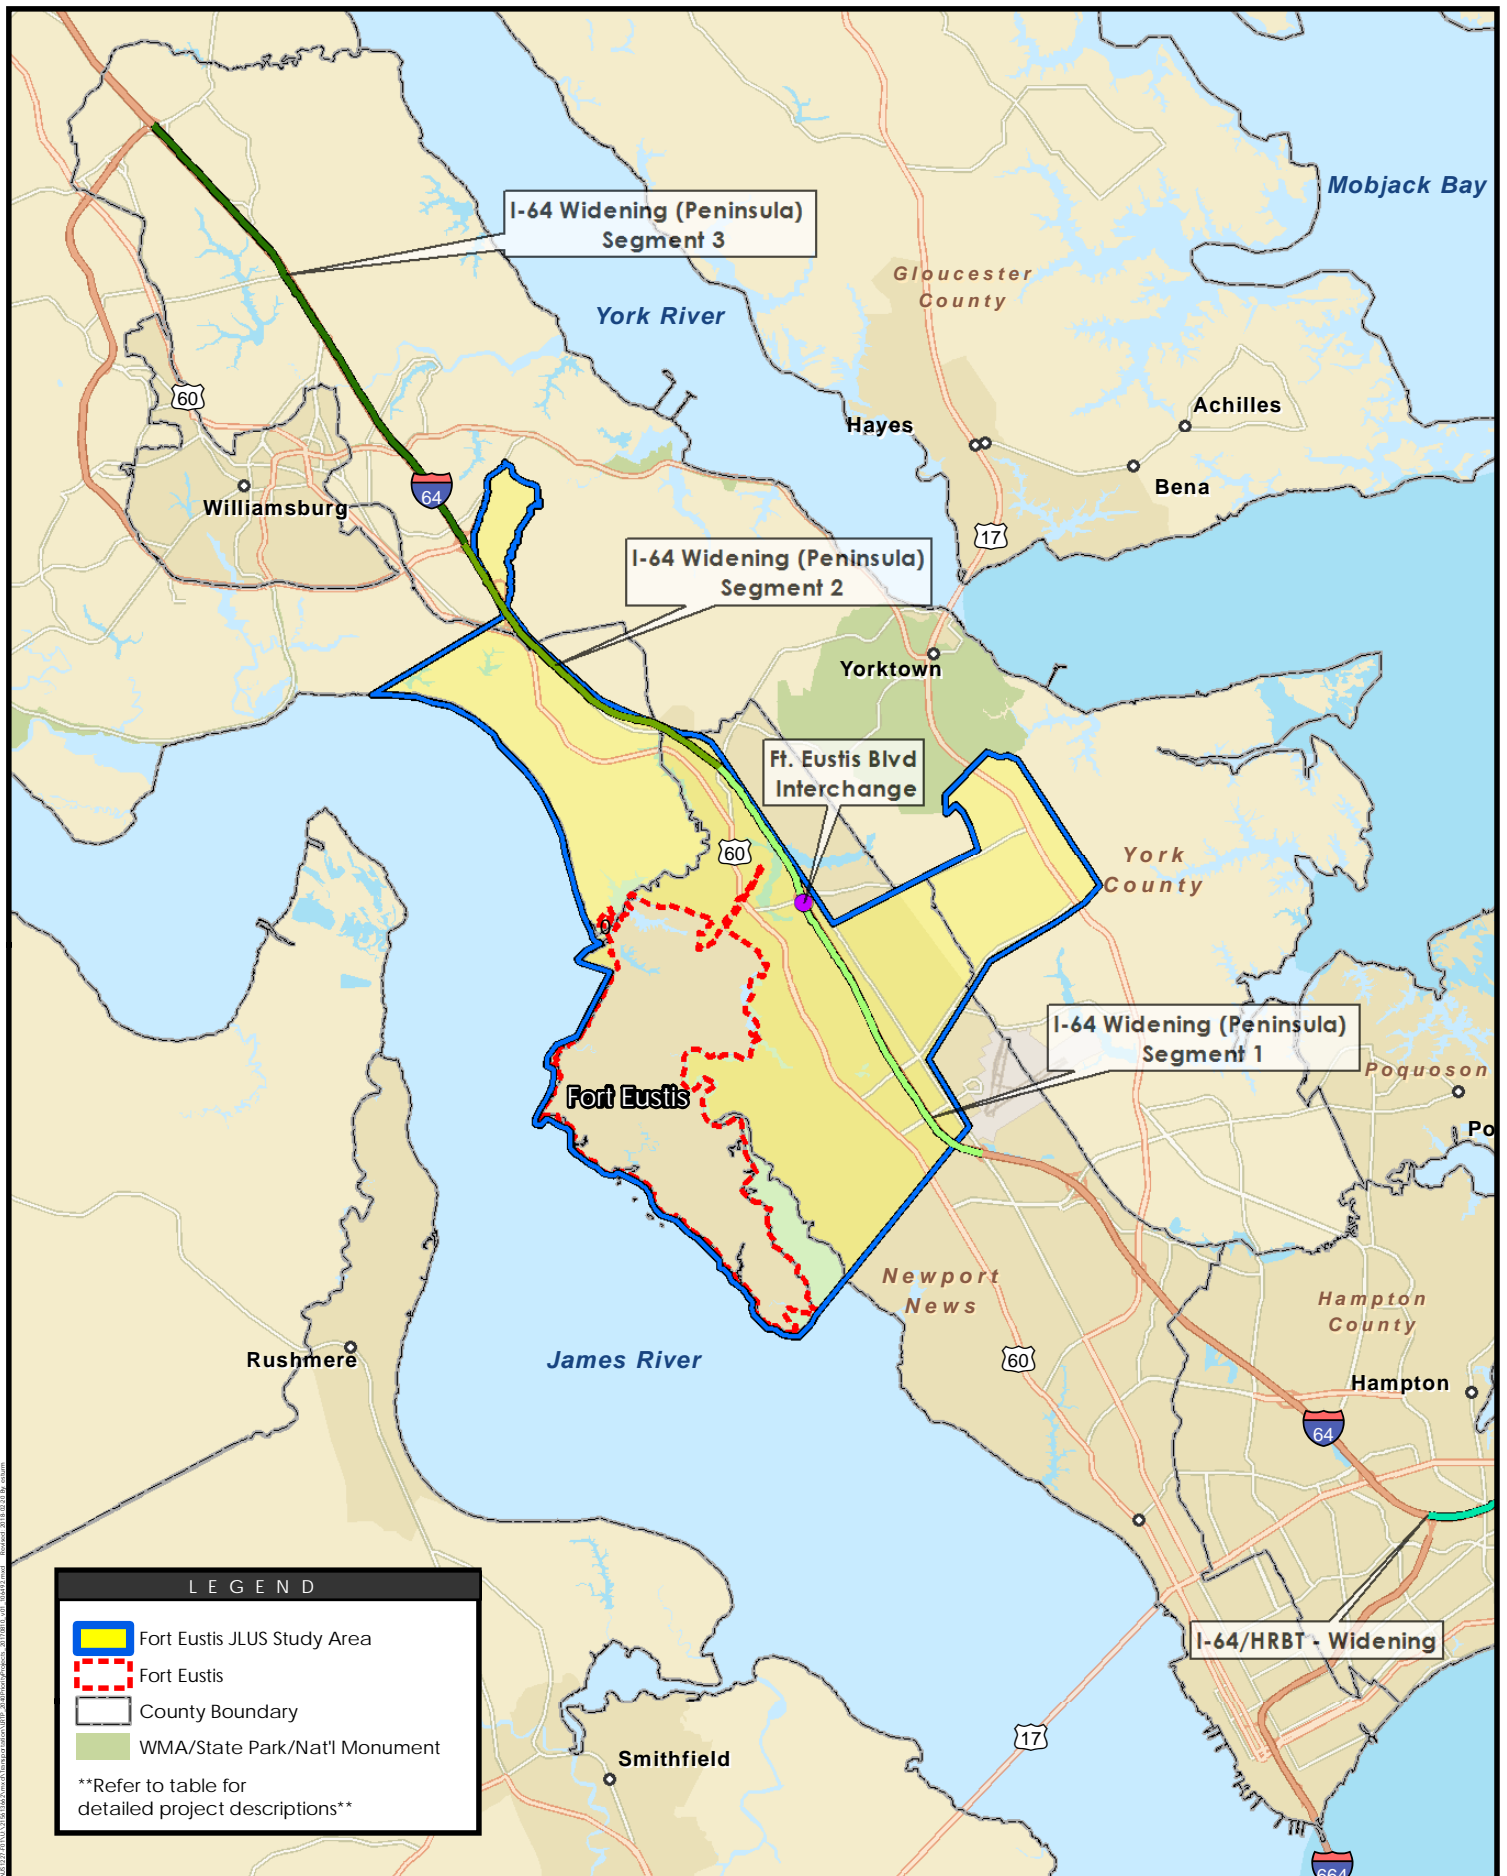 Mobjack Bay
I-64 Widening (Peninsula)
Segment 3
Gloucester
County
York River
60
Achilles
Hayes
64
Williamsburg
Bena
17
I-64 Widening (Peninsula)
Segment 2
Yorktown
Ft. Eustis Blvd
Interchange
60
York
County
0
I-64 Widening (Peninsula)
Segment 1
Poquoson
Fort Eustis
Po
Newport
News
Hampton
County
James River
Rushmere
60
Hampton
64
I-64/HRBT - Widening
17
Smithfield
664
LEGEND
Fort Eustis JLUS Study Area
Fort Eustis
County Boundary
WMA/State Park/Nat'l Monument
**Refer to table for
detailed project descriptions**